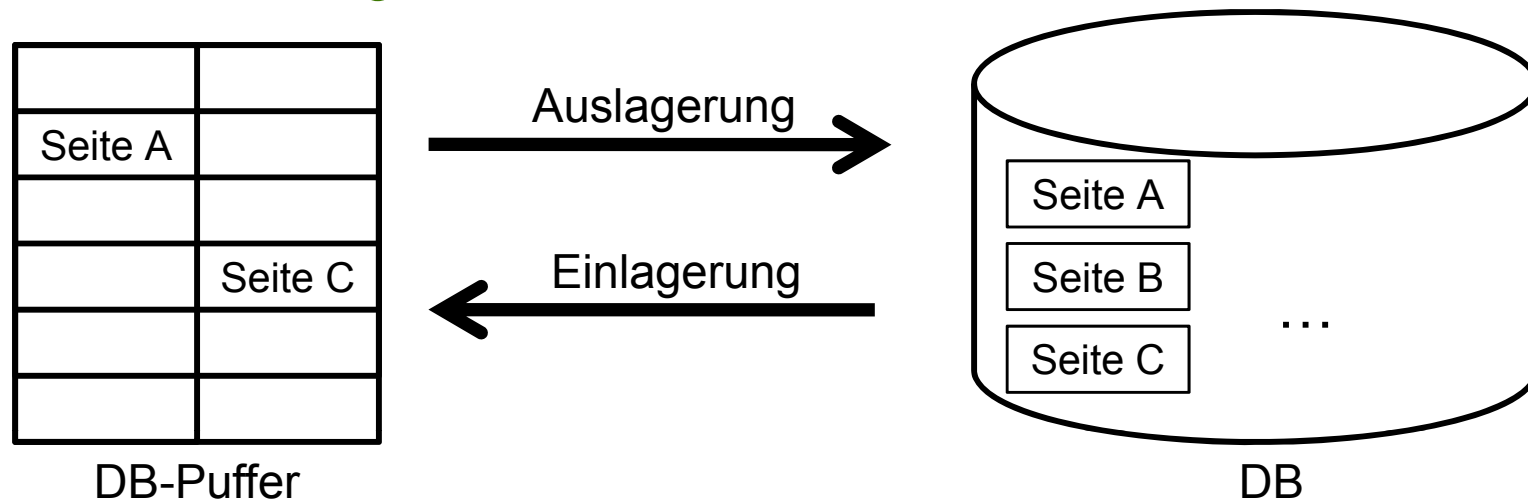 Auslagerung
Seite A
Seite A
Einlagerung
Seite C
Seite B
...
Seite C
DB-Puffer
DB